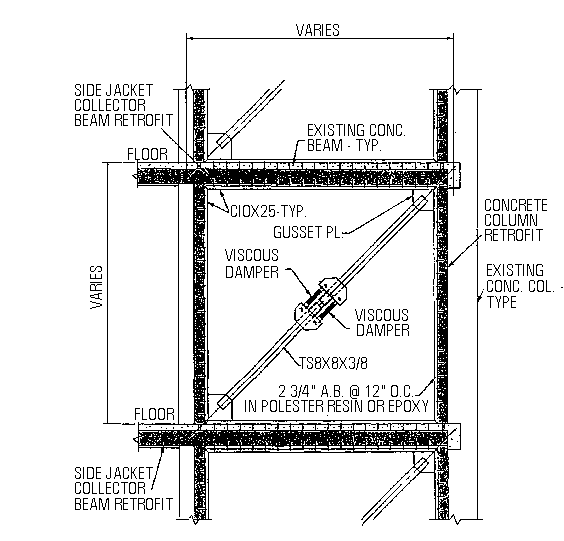 VARIES
SIDE JACKET
COLLECTOR
BEAM RETROFIT
EXISTING CONC.
BEAM - TYP.
FLOOR
C10X25-TYP.
GUSSET PL.
CONCRETE
COLUMN
RETROFIT
VISCOUS
DAMPER
EXISTING
CONC. COL. -
TYPE
VARIES
VISCOUS
DAMPER
TS8X8X3/8
2 3/4" A.B. @ 12" O.C.
IN POLESTER RESIN OR EPOXY
FLOOR
SIDE JACKET
COLLECTOR
BEAM RETROFIT